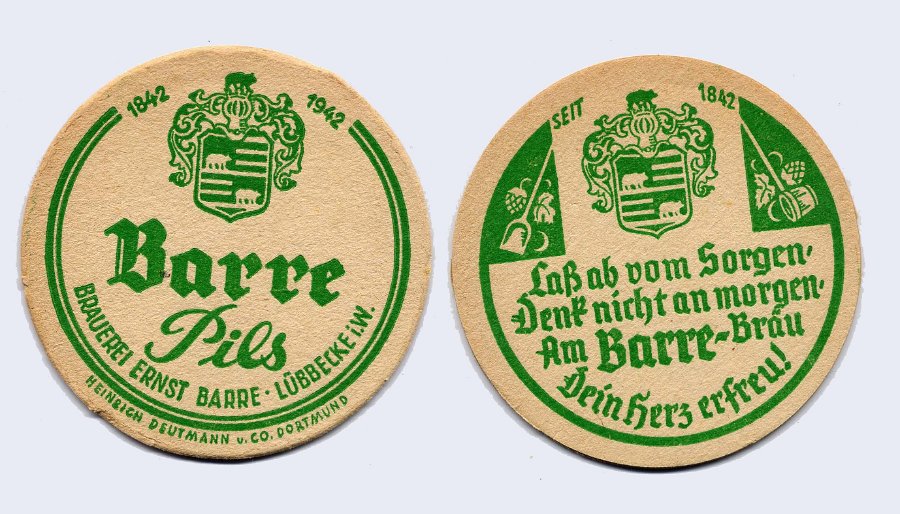 1842
1942
Barre
Pils
BRAUEREI ERNST BARRE · LÜBBECKE i.W.
HEINRICH DEUTMANN u. CO. DORTMUND
SEIT
1842
Laß ab vom Sorgen·
Denk nicht an morgen·
Am Barre-Bräu
Dein Herz erfreu!